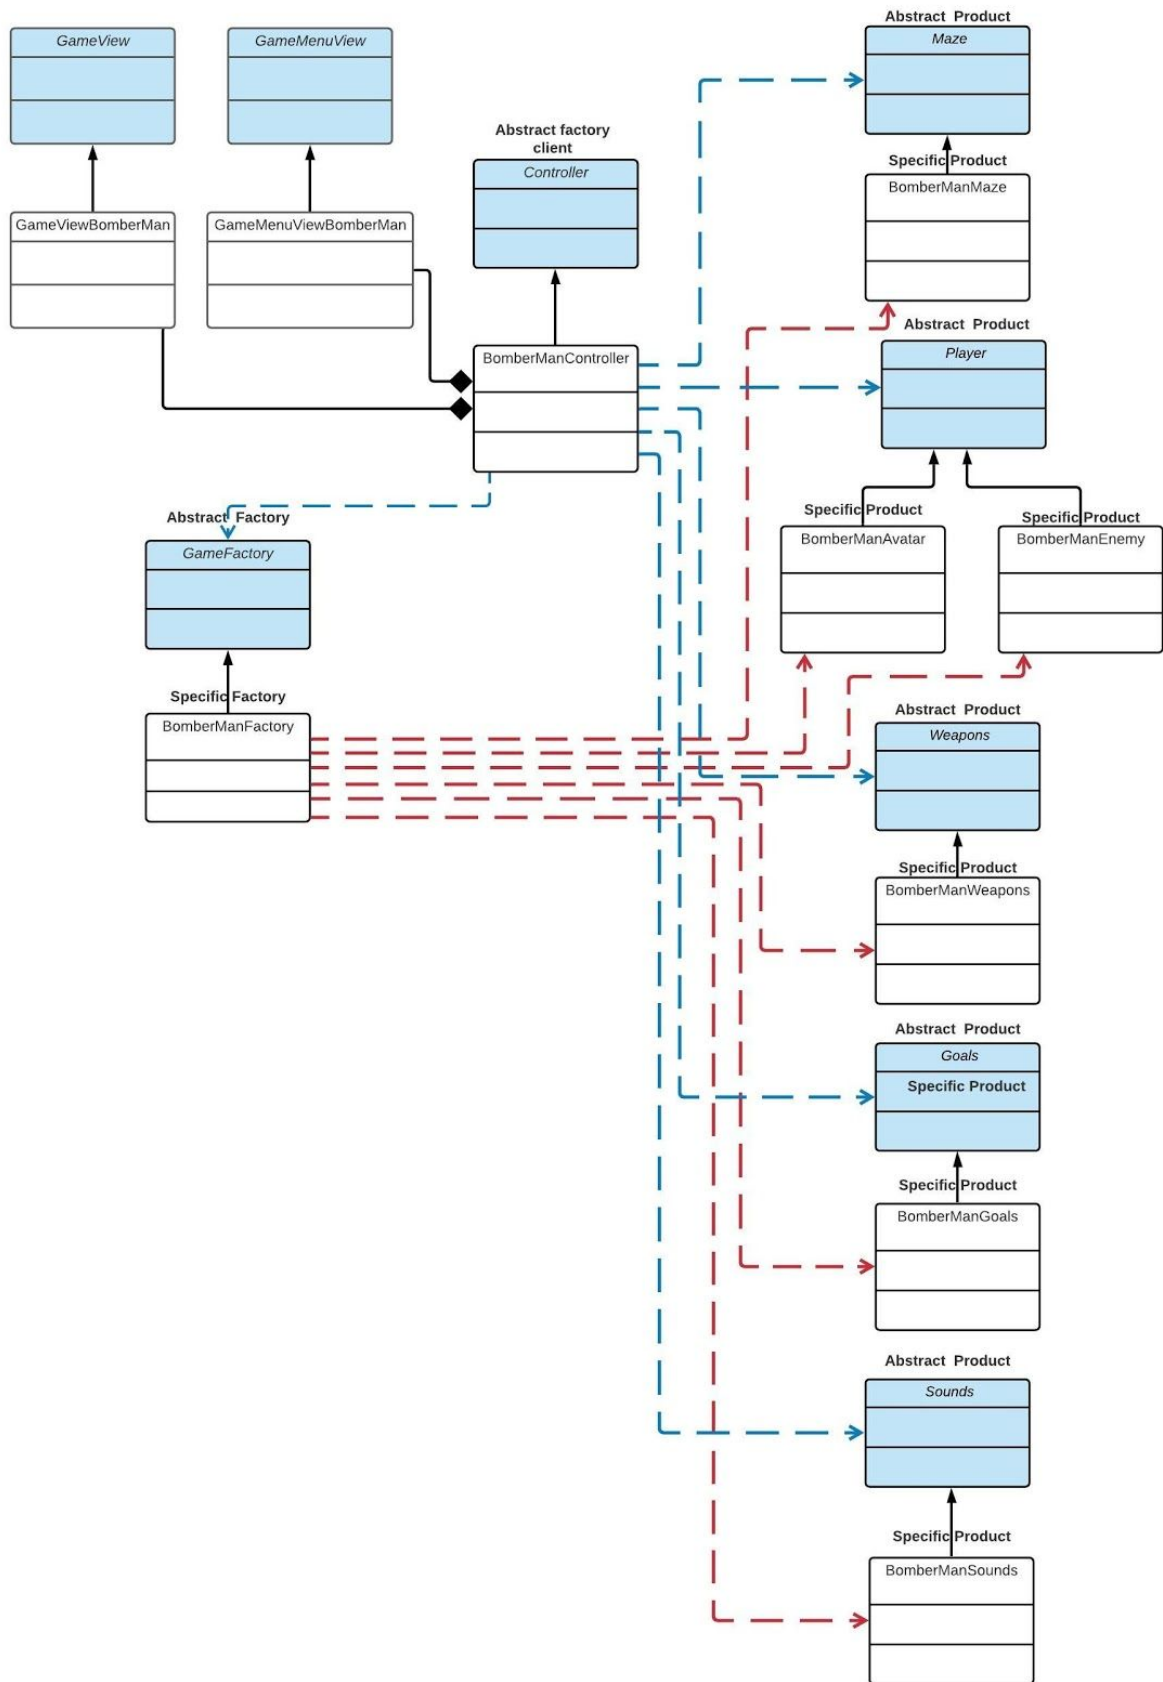 Abstract  Product
Maze
GameView
GameMenuView
Abstract factory
client
Controller
Specific Product
BomberManMaze
GameViewBomberMan
GameMenuViewBomberMan
Abstract  Product
Player
BomberManController
Specific Product
BomberManAvatar
Specific Product
BomberManEnemy
Abstract  Factory
GameFactory
Specific Factory
BomberManFactory
Abstract  Product
Weapons
Specific Product
BomberManWeapons
Abstract  Product
Goals
Specific Product
Specific Product
BomberManGoals
Abstract  Product
Sounds
Specific Product
BomberManSounds